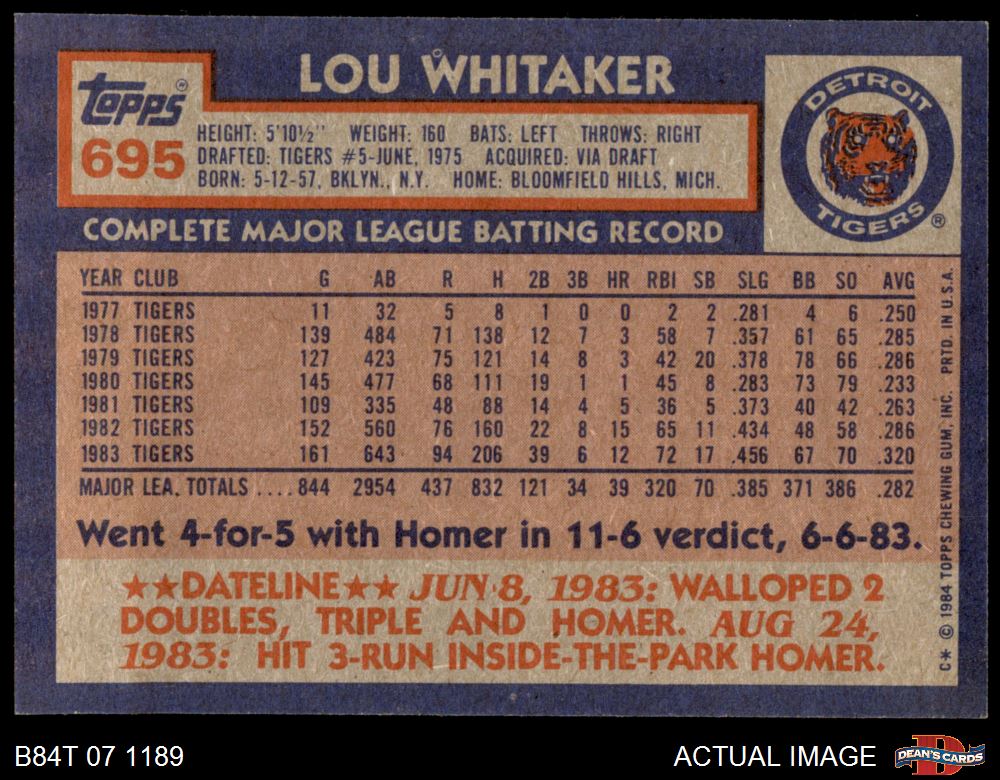 LOU WHITAKER
topps®
695
HEIGHT: 5'10½" WEIGHT: 160 BATS: LEFT THROWS: RIGHT
DRAFTED: TIGERS #5-JUNE, 1975 ACQUIRED: VIA DRAFT
BORN: 5-12-57, BKLYN., N.Y. HOME: BLOOMFIELD HILLS, MICH.
DETROIT
TIGERS ®
COMPLETE MAJOR LEAGUE BATTING RECORD
YEAR CLUB G AB R H 2B 3B HR RBI SB SLG BB SO AVG
1977 TIGERS 11 32 5 8 1 0 0 2 2 .281 4 6 .250
1978 TIGERS 139 484 71 138 12 7 3 58 7 .357 61 65 .285
1979 TIGERS 127 423 75 121 14 8 3 42 20 .378 78 66 .286
1980 TIGERS 145 477 68 111 19 1 1 45 8 .283 73 79 .233
1981 TIGERS 109 335 48 88 14 4 5 36 5 .373 40 42 .263
1982 TIGERS 152 560 76 160 22 8 15 65 11 .434 48 58 .286
1983 TIGERS 161 643 94 206 39 6 12 72 17 .456 67 70 .320
MAJOR LEA. TOTALS ....844 2954 437 832 121 34 39 320 70 .385 371 386 .282
Went 4-for-5 with Homer in 11-6 verdict, 6-6-83.
★★DATELINE★★ JUN 8, 1983: WALLOPED 2
DOUBLES, TRIPLE AND HOMER. AUG 24,
1983: HIT 3-RUN INSIDE-THE-PARK HOMER.
C* © 1984 TOPPS CHEWING GUM, INC. PRTD. IN U.S.A.
B84T 07 1189
ACTUAL IMAGE
D
DEAN'S CARDS